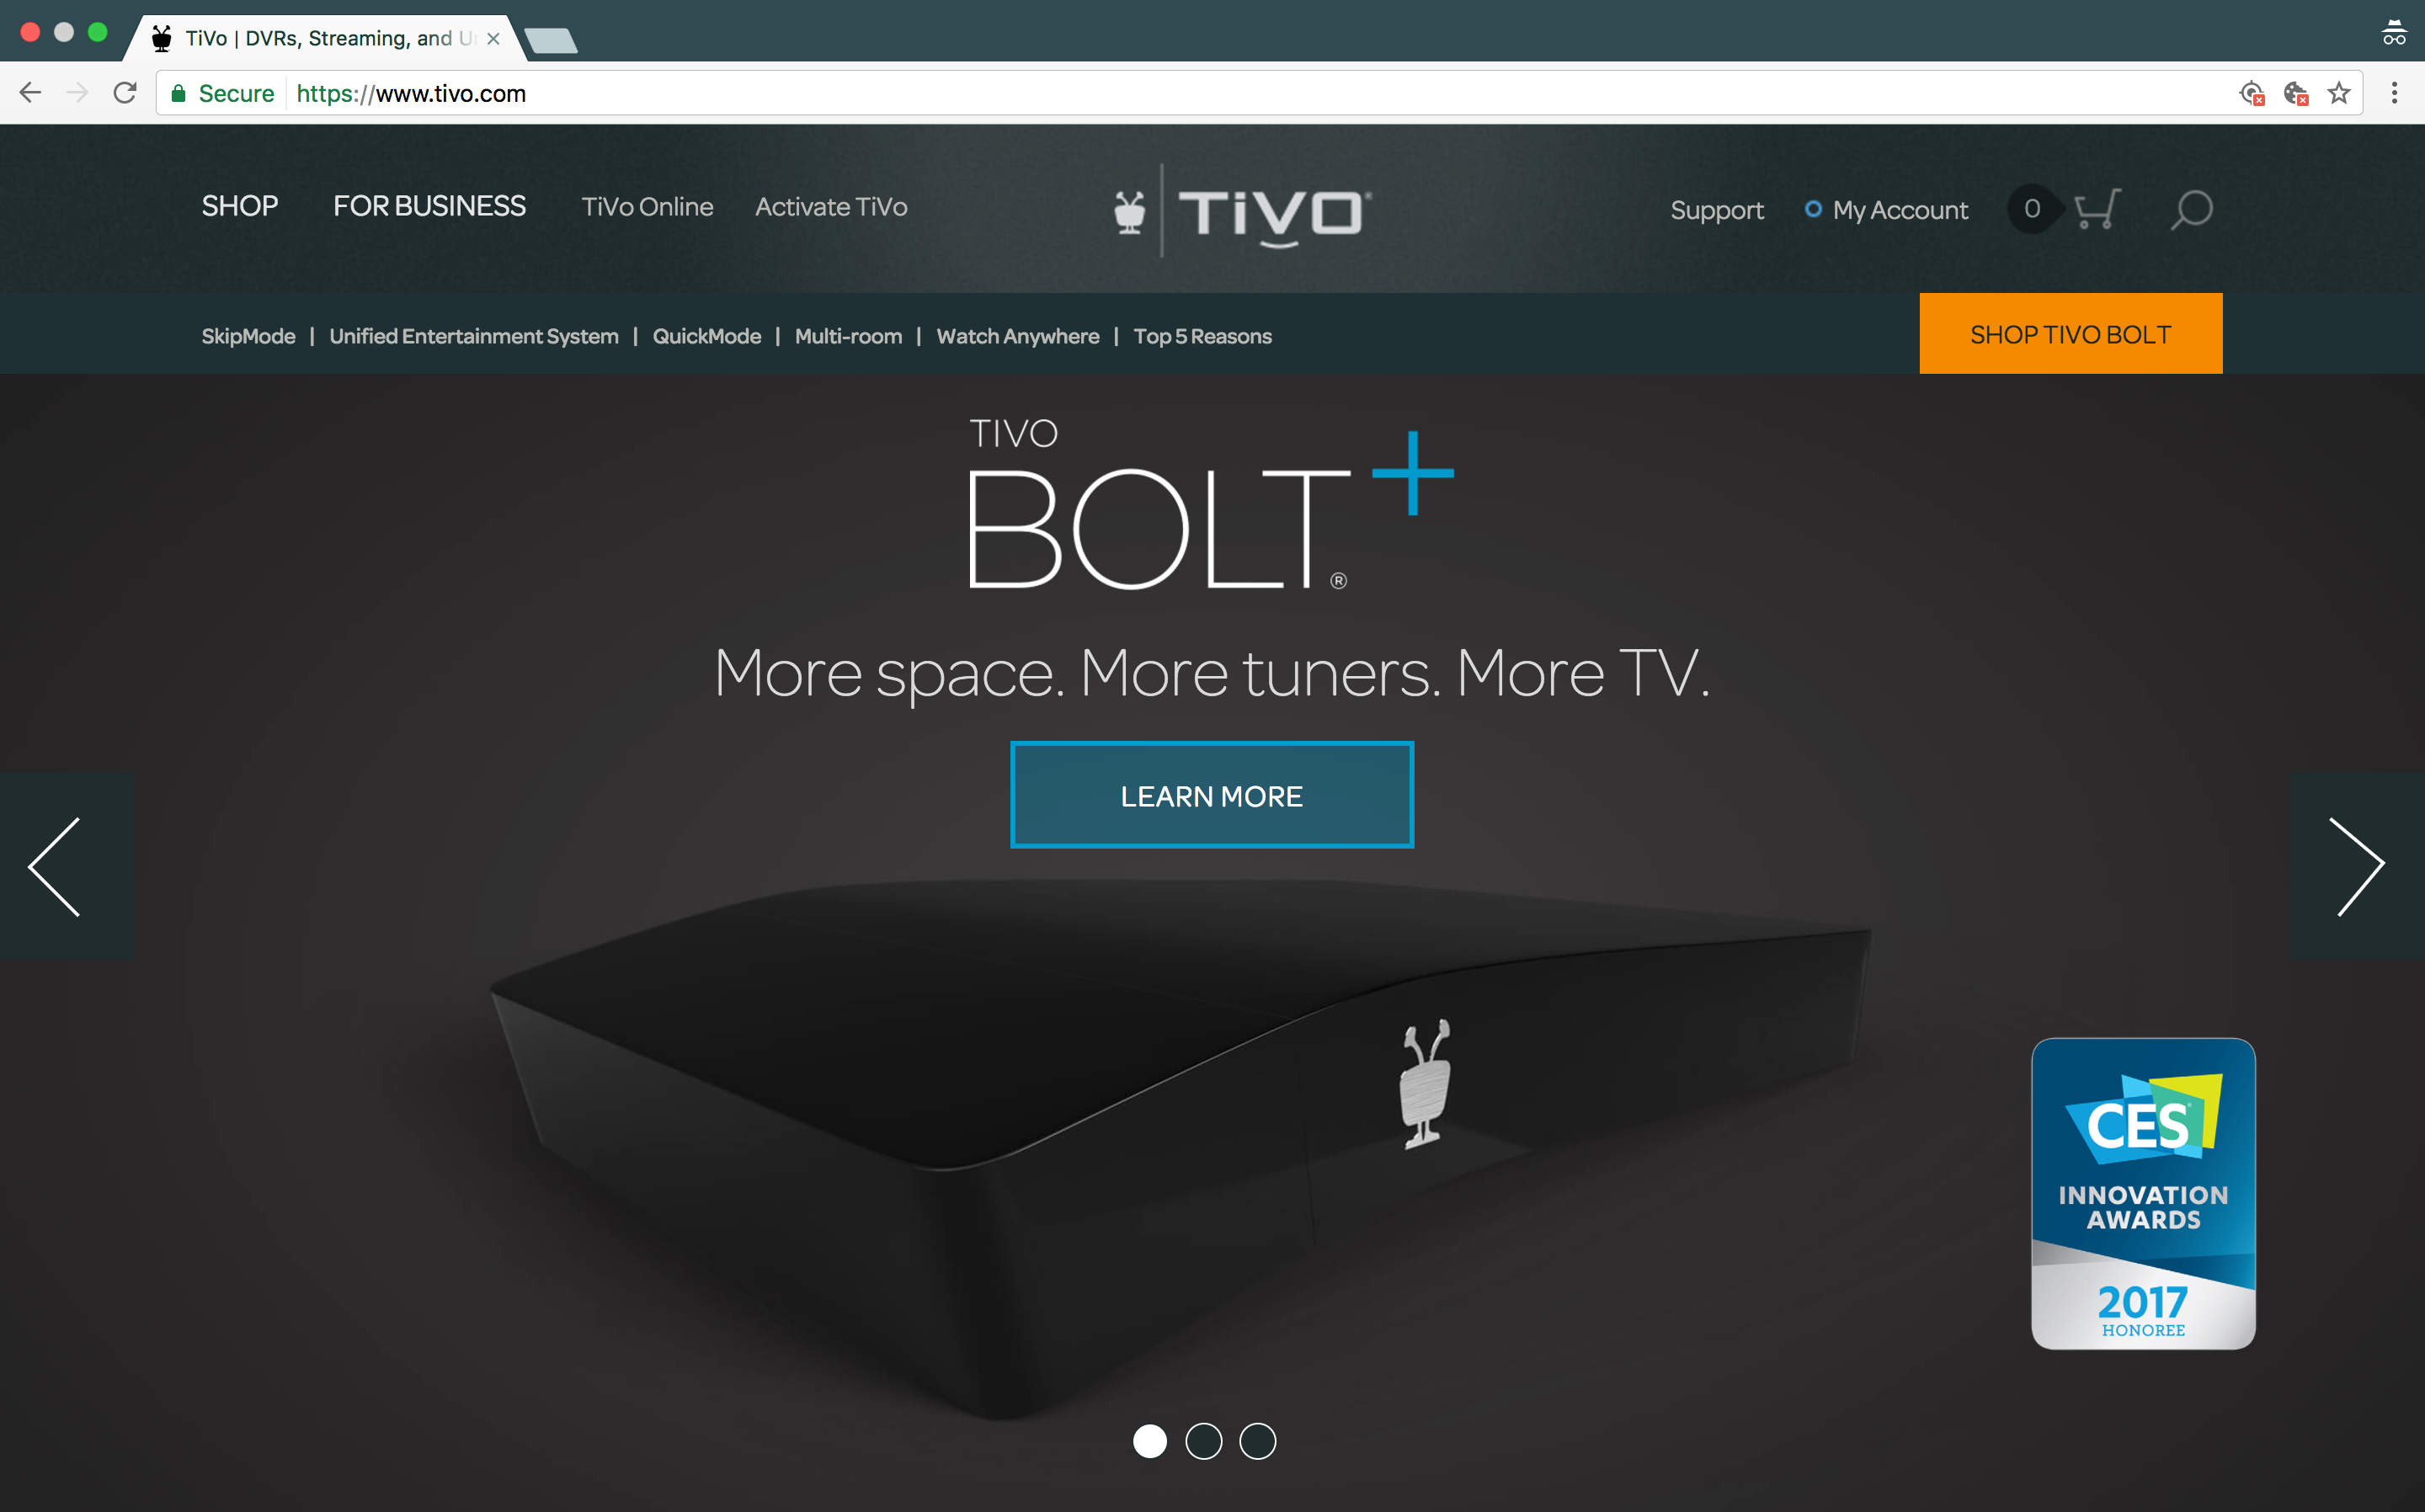 TiVo | DVRs, Streaming, and U
Secure https://www.tivo.com
SHOP FOR BUSINESS TiVo Online Activate TiVo TiVo® Support My Account 0
SkipMode | Unified Entertainment System | QuickMode | Multi-room | Watch Anywhere | Top 5 Reasons SHOP TIVO BOLT
TIVO
BOLT®+
More space. More tuners. More TV.
LEARN MORE
CES
INNOVATION
AWARDS
2017
HONOREE